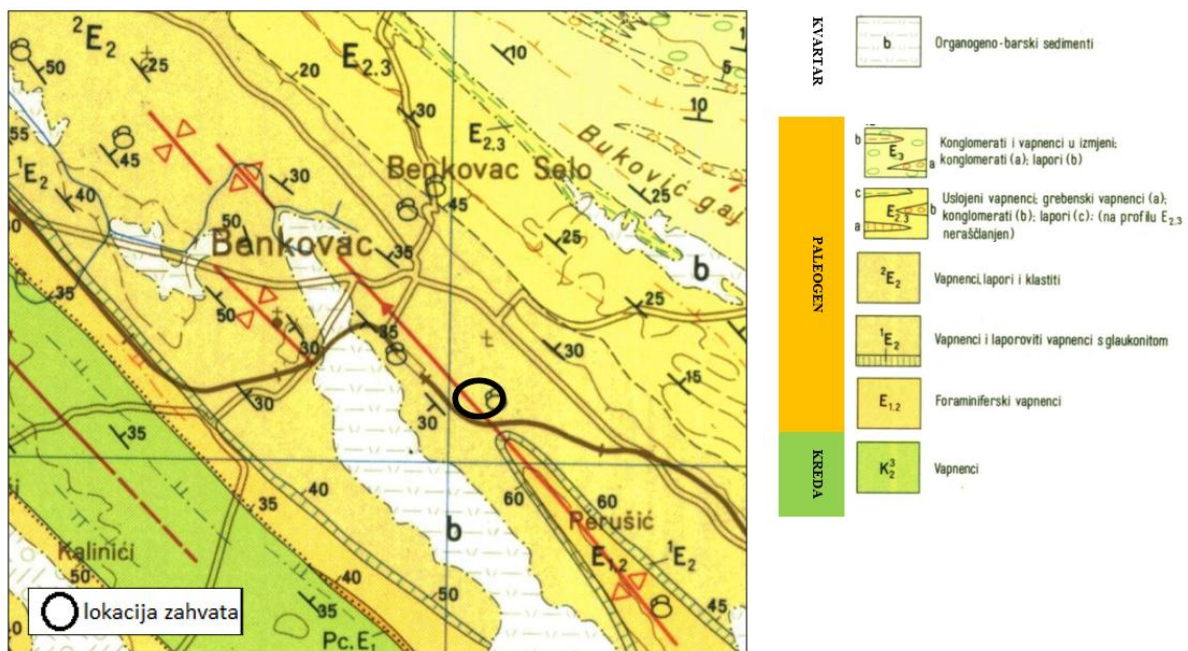 ²E₂
50
25
E₂.₃
20
10
10
5
55
45
¹E₂
40
30
E₂,₃
30
Benkovac Selo
Buković gaj
25
45
50
35
Benkovac
25
b
35
50
25
35
30
30
15
30
30
35
35
40
60
60
Perušić
b
E₁.₂
¹E₂
Kalinići
50
40
50
45
35
Pc,E₁
lokacija zahvata
KVARTAR
b
Organogeno-barski sedimenti
PALEOGEN
b
E₃
a
Konglomerati i vapnenci u izmjeni;
konglomerati (a); lapori (b)
c
E₂.₃
b
a
Uslojeni vapnenci; grebenski vapnenci (a);
konglomerati (b); lapori (c): (na profilu E₂.₃
neraščlanjen)
²E₂
Vapnenci, lapori i klastiti
¹E₂
Vapnenci i laporoviti vapnenci s glaukonitom
E₁.₂
Foraminiferski vapnenci
KREDA
K₂³
Vapnenci